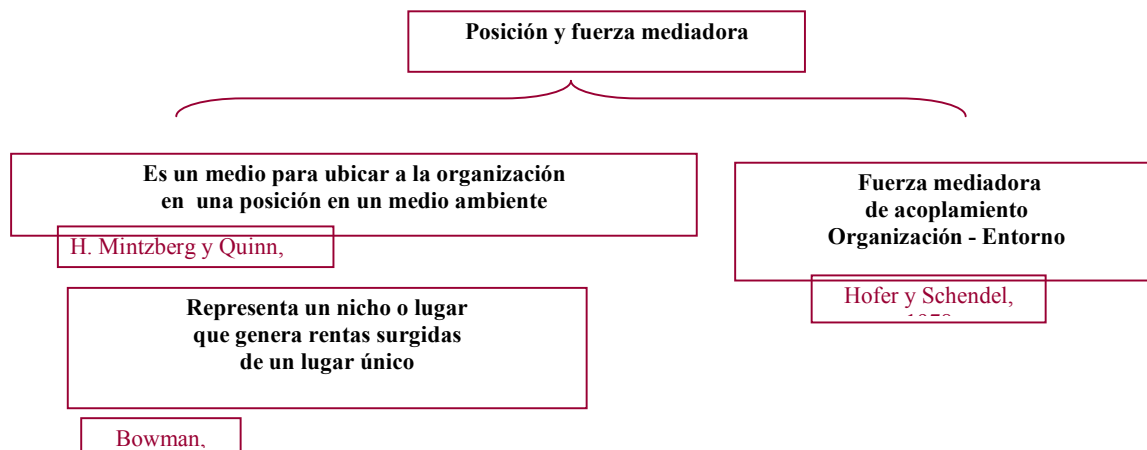 Posición y fuerza mediadora
Es un medio para ubicar a la organización
en una posición en un medio ambiente
H. Mintzberg y Quinn,
Representa un nicho o lugar
que genera rentas surgidas
de un lugar único
Bowman,
Fuerza mediadora
de acoplamiento
Organización - Entorno
Hofer y Schendel,